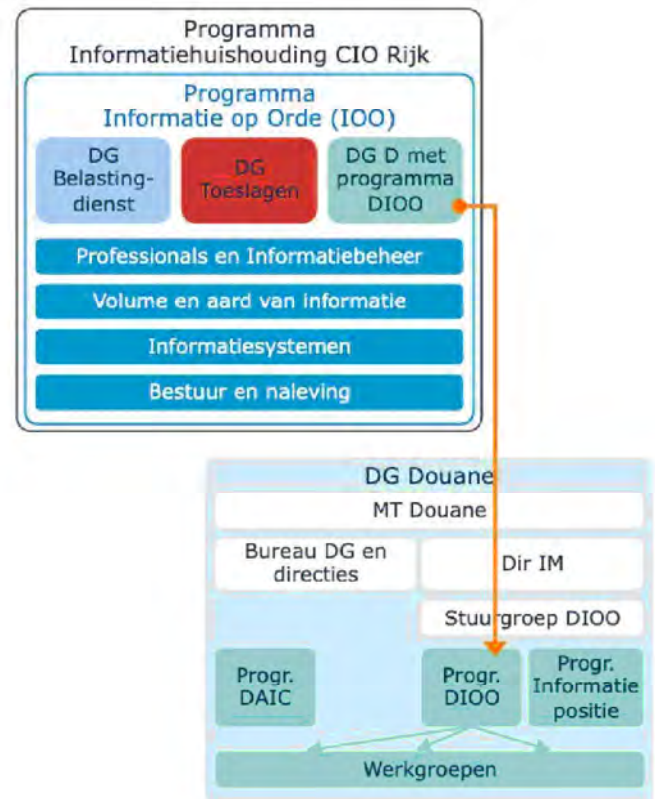 Programma
Informatiehuishouding CIO Rijk
Programma
Informatie op Orde (IOO)
DG
Belasting-
dienst
DG
Toeslagen
DG D met
programma
DIOO
Professionals en Informatiebeheer
Volume en aard van informatie
Informatiesystemen
Bestuur en naleving
DG Douane
MT Douane
Bureau DG en
directies
Dir IM
Stuurgroep DIOO
Progr.
DAIC
Progr.
DIOO
Progr.
Informatie
positie
Werkgroepen